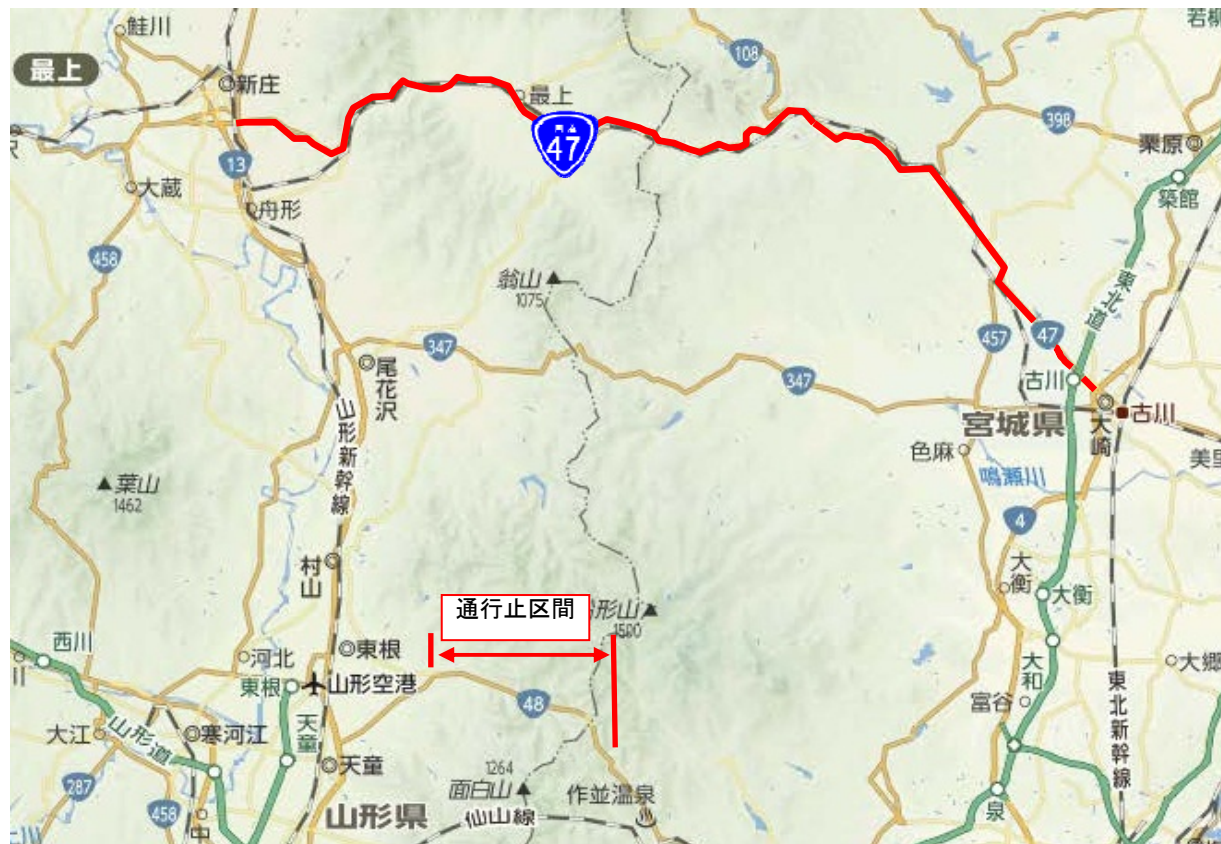 鮭川
若柳
最上
新庄
最上
108
47
398
栗原
築館
13
大蔵
舟形
458
翁山
1075
東北道
457
47
347
347
尾花沢
古川
大崎
古川
宮城県
色麻
美里
鳴瀬川
山形新幹線
葉山
1462
4
村山
大衡
大衡
通行止区間
形山
1500
西川
河北
東根
東根
山形空港
川
大和
大郷
富谷
東北新幹線
48
大江
山形道
寒河江
天童
天童
1264
面白山
作並温泉
287
458
中
山形県
仙山線
泉